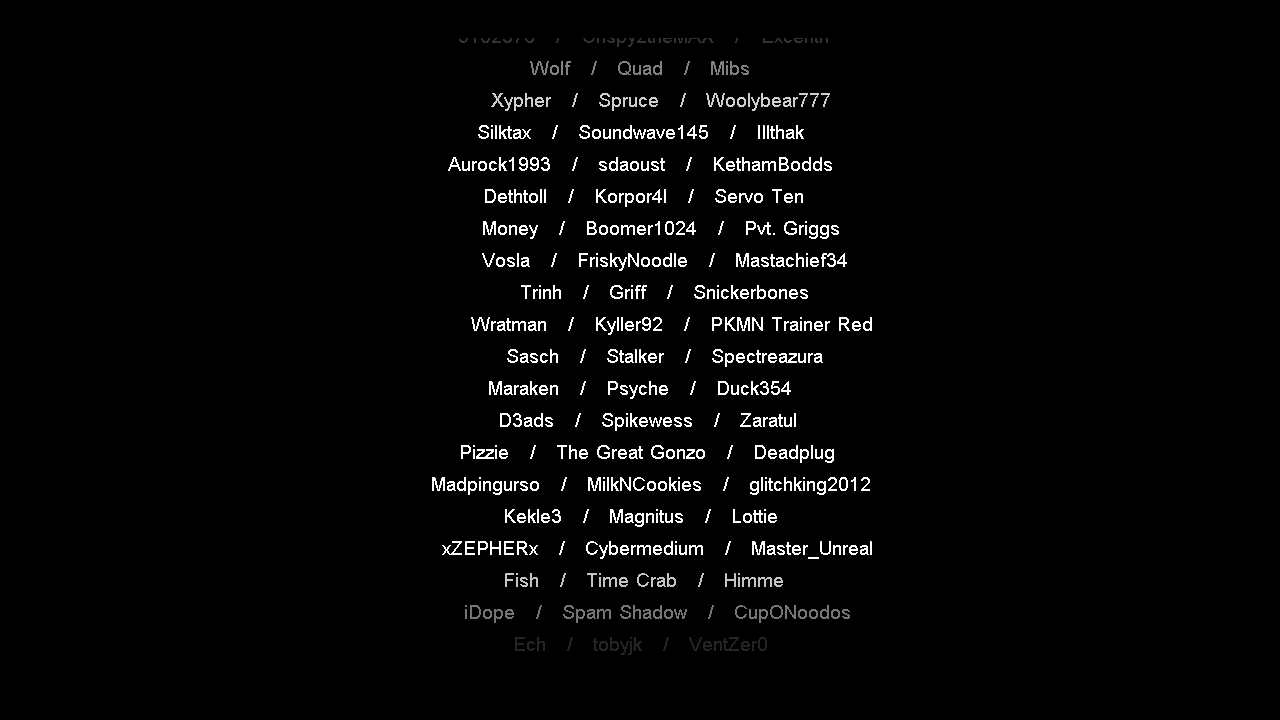 Wolf / Quad / Mibs
Xypher / Spruce / Woolybear777
Silktax / Soundwave145 / Illthak
Aurock1993 / sdaoust / KethamBodds
Dethtoll / Korpor4l / Servo Ten
Money / Boomer1024 / Pvt. Griggs
Vosla / FriskyNoodle / Mastachief34
Trinh / Griff / Snickerbones
Wratman / Kyller92 / PKMN Trainer Red
Sasch / Stalker / Spectreazura
Maraken / Psyche / Duck354
D3ads / Spikewess / Zaratul
Pizzie / The Great Gonzo / Deadplug
Madpingurso / MilkNCookies / glitchking2012
Kekle3 / Magnitus / Lottie
xZEPHERx / Cybermedium / Master_Unreal
Fish / Time Crab / Himme
iDope / Spam Shadow / CupONoodos
Ech / tobyjk / VentZer0